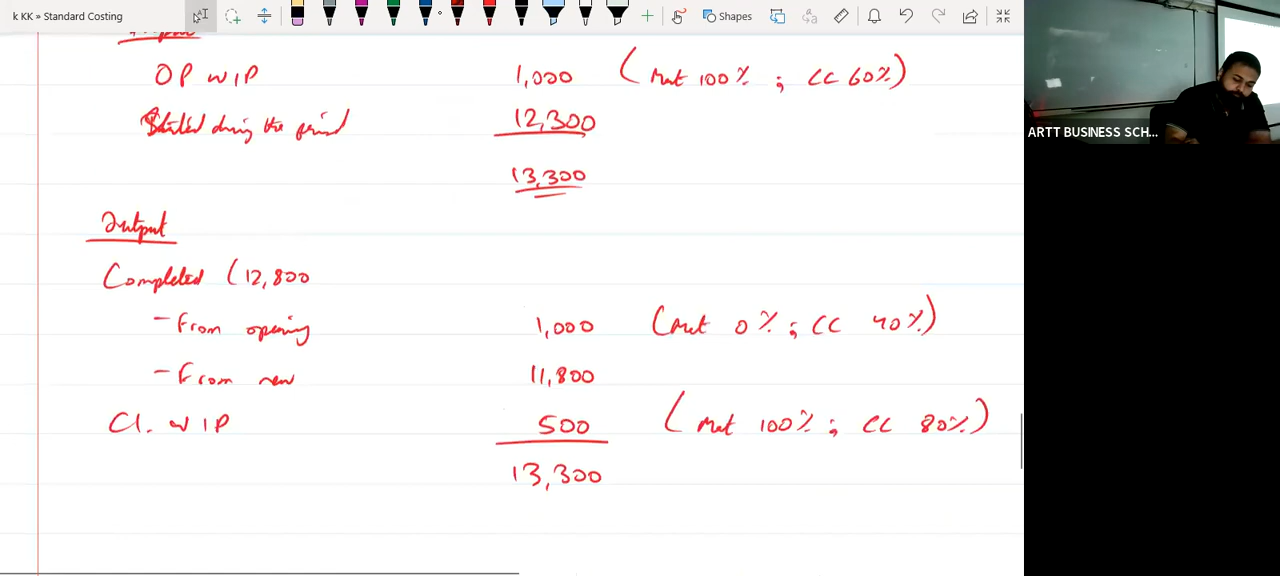 k KK » Standard Costing
Shapes
OP WIP 1,000 (Mat 100% ; CC 60%)
Started during the period 12,300
13,300
Output
Completed (12,800
- From opening 1,000 (Mat 0% ; CC 40%)
- From new 11,800
Cl. WIP 500 (Mat 100% ; CC 80%)
13,300
ARTT BUSINESS SCH...